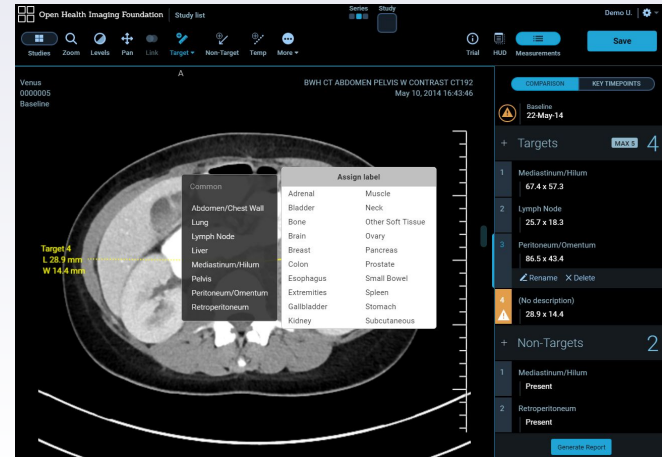 Open Health Imaging Foundation
Study list
Series
Study
Demo U.
Studies
Zoom
Levels
Pan
Link
Target
Non-Target
Temp
More
Trial
HUD
Measurements
Save
Venus
0000005
Baseline
A
BWH CT ABDOMEN PELVIS W CONTRAST CT192
May 10, 2014 16:43:46
Target 4
L 28.9 mm
W 14.4 mm
Common
Abdomen/Chest Wall
Lung
Lymph Node
Liver
Mediastinum/Hilum
Pelvis
Peritoneum/Omentum
Retroperitoneum
Assign label
Adrenal
Bladder
Bone
Brain
Breast
Colon
Esophagus
Extremities
Gallbladder
Kidney
Muscle
Neck
Other Soft Tissue
Ovary
Pancreas
Prostate
Small Bowel
Spleen
Stomach
Subcutaneous
COMPARISON
KEY TIMEPOINTS
Baseline
22-May-14
+ Targets MAX 5 4
1 Mediastinum/Hilum
67.4 x 57.3
2 Lymph Node
25.7 x 18.3
3 Peritoneum/Omentum
86.5 x 43.4
Rename X Delete
4 (No description)
28.9 x 14.4
+ Non-Targets 2
1 Mediastinum/Hilum
Present
2 Retroperitoneum
Present
Generate Report